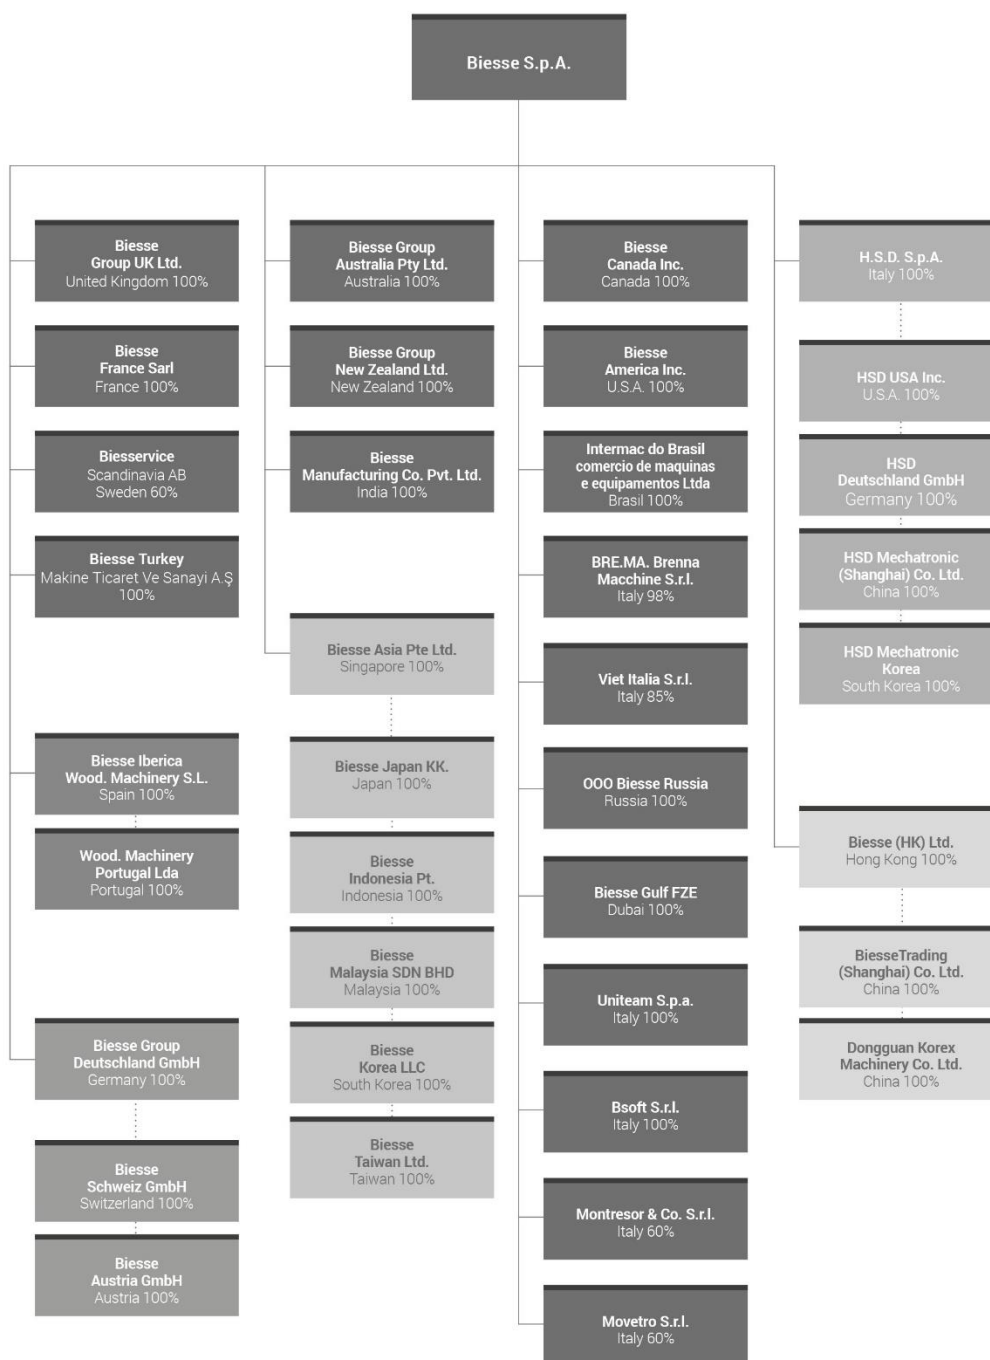 Biesse S.p.A.
Biesse
Group UK Ltd.
United Kingdom 100%
Biesse
France Sarl
France 100%
Biesservice
Scandinavia AB
Sweden 60%
Biesse Turkey
Makine Ticaret Ve Sanayi A.Ş
100%
Biesse Iberica
Wood. Machinery S.L.
Spain 100%
Wood. Machinery
Portugal Lda
Portugal 100%
Biesse Group
Deutschland GmbH
Germany 100%
Biesse
Schweiz GmbH
Switzerland 100%
Biesse
Austria GmbH
Austria 100%
Biesse Group
Australia Pty Ltd.
Australia 100%
Biesse Group
New Zealand Ltd.
New Zealand 100%
Biesse
Manufacturing Co. Pvt. Ltd.
India 100%
Biesse Asia Pte Ltd.
Singapore 100%
Biesse Japan KK.
Japan 100%
Biesse
Indonesia Pt.
Indonesia 100%
Biesse
Malaysia SDN BHD
Malaysia 100%
Biesse
Korea LLC
South Korea 100%
Biesse
Taiwan Ltd.
Taiwan 100%
Biesse
Canada Inc.
Canada 100%
Biesse
America Inc.
U.S.A. 100%
Intermac do Brasil
comercio de maquinas
e equipamentos Ltda
Brasil 100%
BRE.MA. Brenna
Macchine S.r.l.
Italy 98%
Viet Italia S.r.l.
Italy 85%
OOO Biesse Russia
Russia 100%
Biesse Gulf FZE
Dubai 100%
Uniteam S.p.a.
Italy 100%
Bsoft S.r.l.
Italy 100%
Montresor & Co. S.r.l.
Italy 60%
Movetro S.r.l.
Italy 60%
H.S.D. S.p.A.
Italy 100%
HSD USA Inc.
U.S.A. 100%
HSD
Deutschland GmbH
Germany 100%
HSD Mechatronic
(Shanghai) Co. Ltd.
China 100%
HSD Mechatronic
Korea
South Korea 100%
Biesse (HK) Ltd.
Hong Kong 100%
BiesseTrading
(Shanghai) Co. Ltd.
China 100%
Dongguan Korex
Machinery Co. Ltd.
China 100%